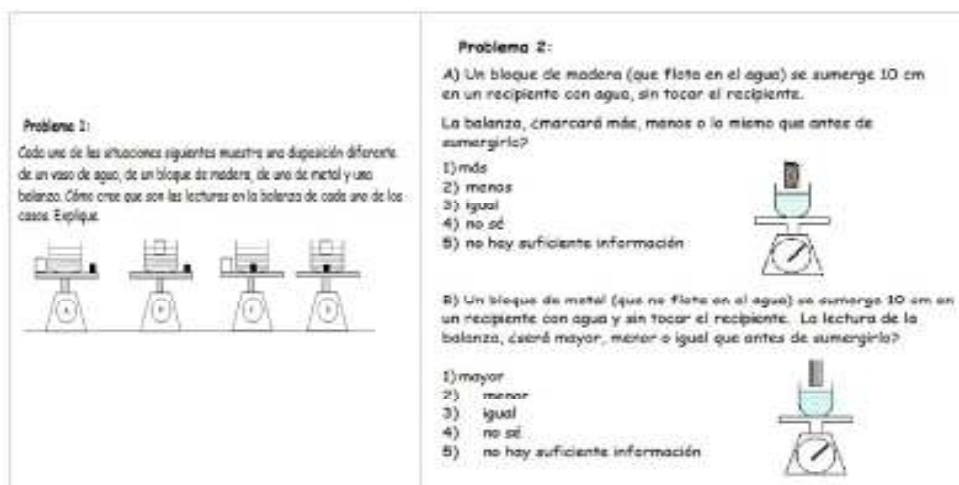 Problema 1:
Cada una de las situaciones siguientes muestra una disposición diferente
de un vaso de agua, de un bloque de madera, de uno de metal y una
balanza. Cómo cree que son las lecturas en la balanza de cada uno de los
casos. Explique
A
B
Problema 2:
A) Un bloque de madera (que flota en el agua) se sumerge 10 cm
en un recipiente con agua, sin tocar el recipiente.
La balanza, ¿marcará más, menos o lo mismo que antes de
sumergirlo?
1) más
2) menos
3) igual
4) no sé
5) no hay suficiente información
B) Un bloque de metal (que no flota en el agua) se sumerge 10 cm en
un recipiente con agua y sin tocar el recipiente. La lectura de la
balanza, ¿será mayor, menor o igual que antes de sumergirlo?
1) mayor
2) menor
3) igual
4) no sé
5) no hay suficiente información